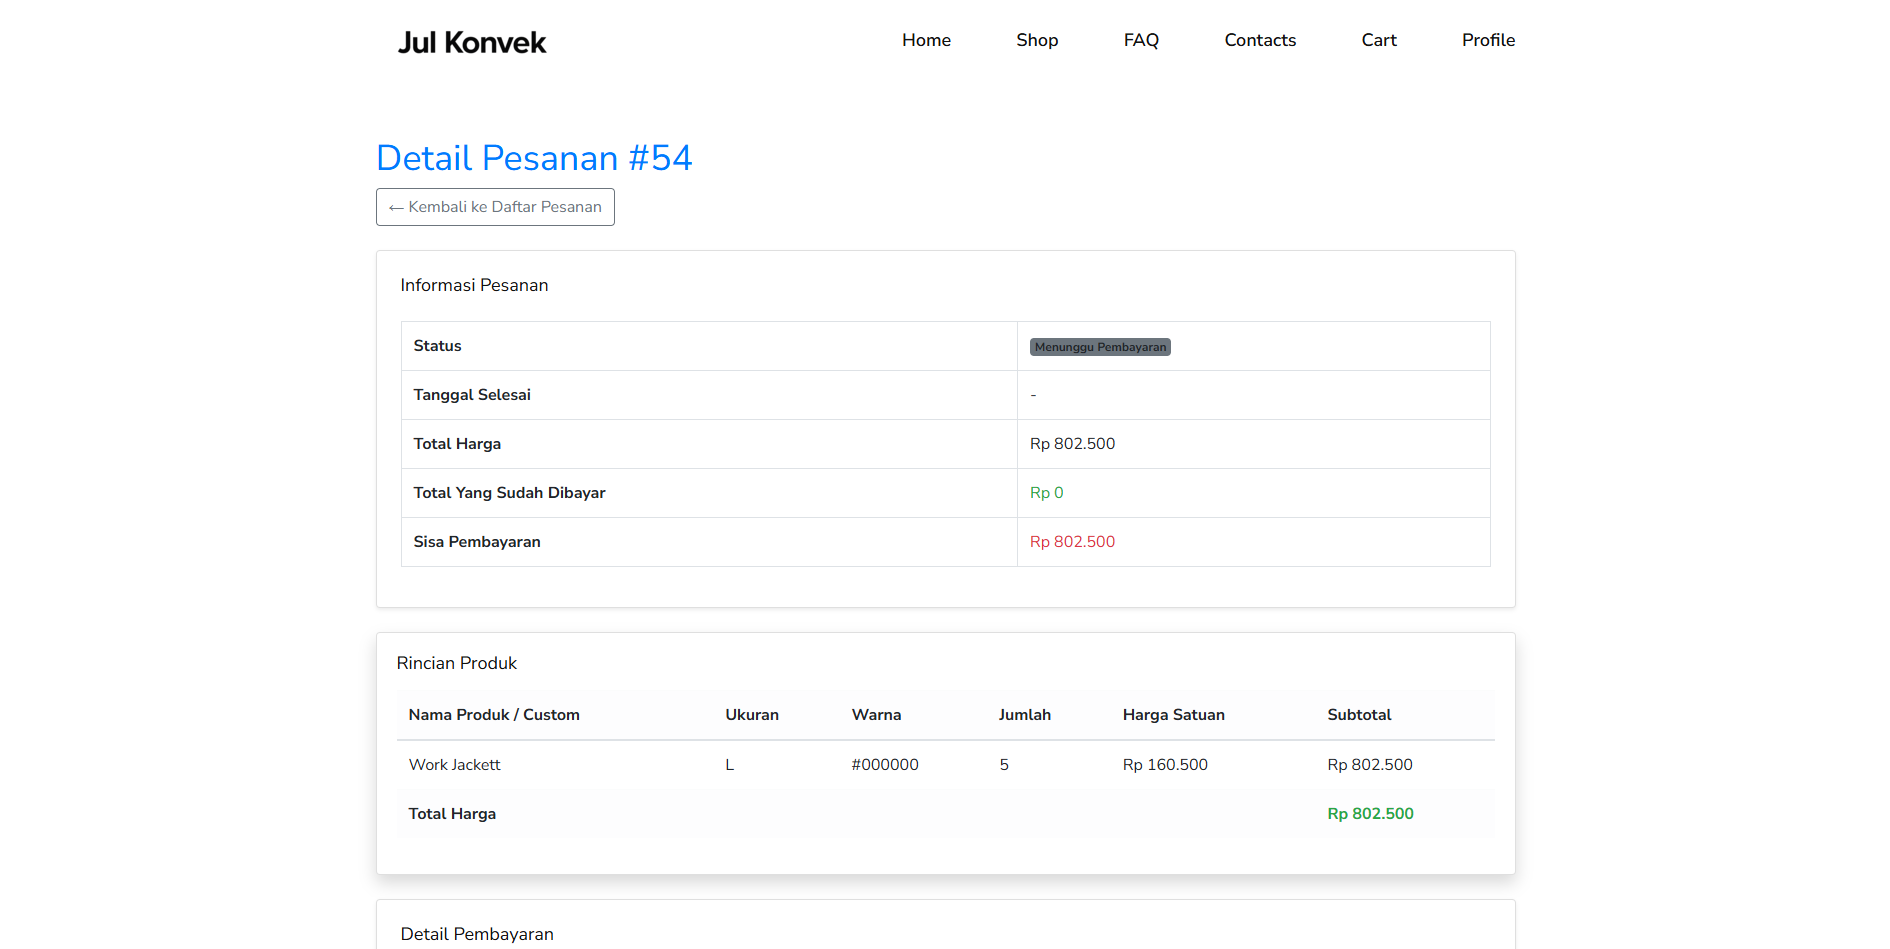 Jul Konvek Home Shop FAQ Contacts Cart Profile
Detail Pesanan #54
← Kembali ke Daftar Pesanan
Informasi Pesanan
Status Menunggu Pembayaran
Tanggal Selesai -
Total Harga Rp 802.500
Total Yang Sudah Dibayar Rp 0
Sisa Pembayaran Rp 802.500
Rincian Produk
Nama Produk / Custom Ukuran Warna Jumlah Harga Satuan Subtotal
Work Jackett L #000000 5 Rp 160.500 Rp 802.500
Total Harga Rp 802.500
Detail Pembayaran